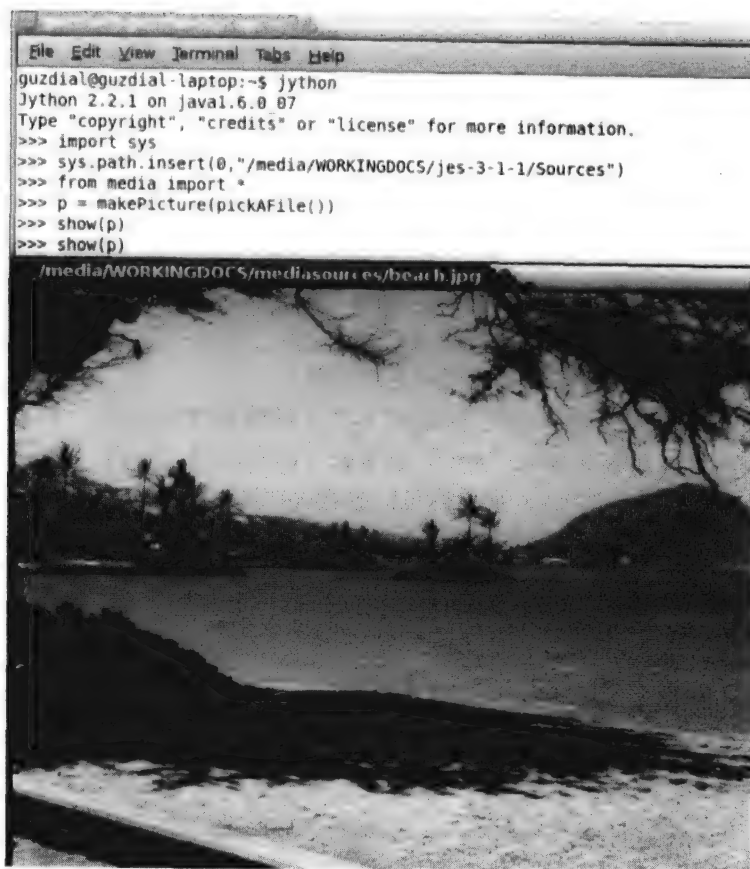 File Edit View Terminal Tabs Help
guzdial@guzdial-laptop:~$ jython
Jython 2.2.1 on java1.6.0_07
Type "copyright", "credits" or "license" for more information.
>>> import sys
>>> sys.path.insert(0,"/media/WORKINGDOCS/jes-3-1-1/Sources")
>>> from media import *
>>> p = makePicture(pickAFile())
>>> show(p)
>>> show(p)
/media/WORKINGDOCS/mediasources/beach.jpg